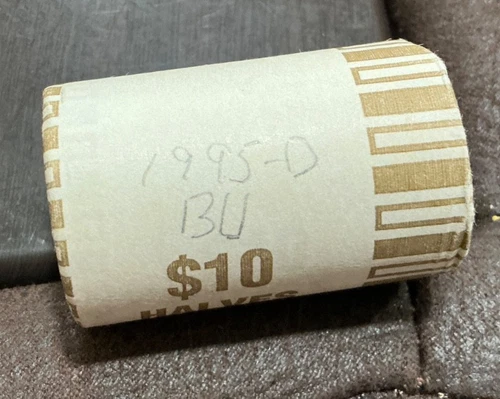 1995-D
BU
$10
HALVES